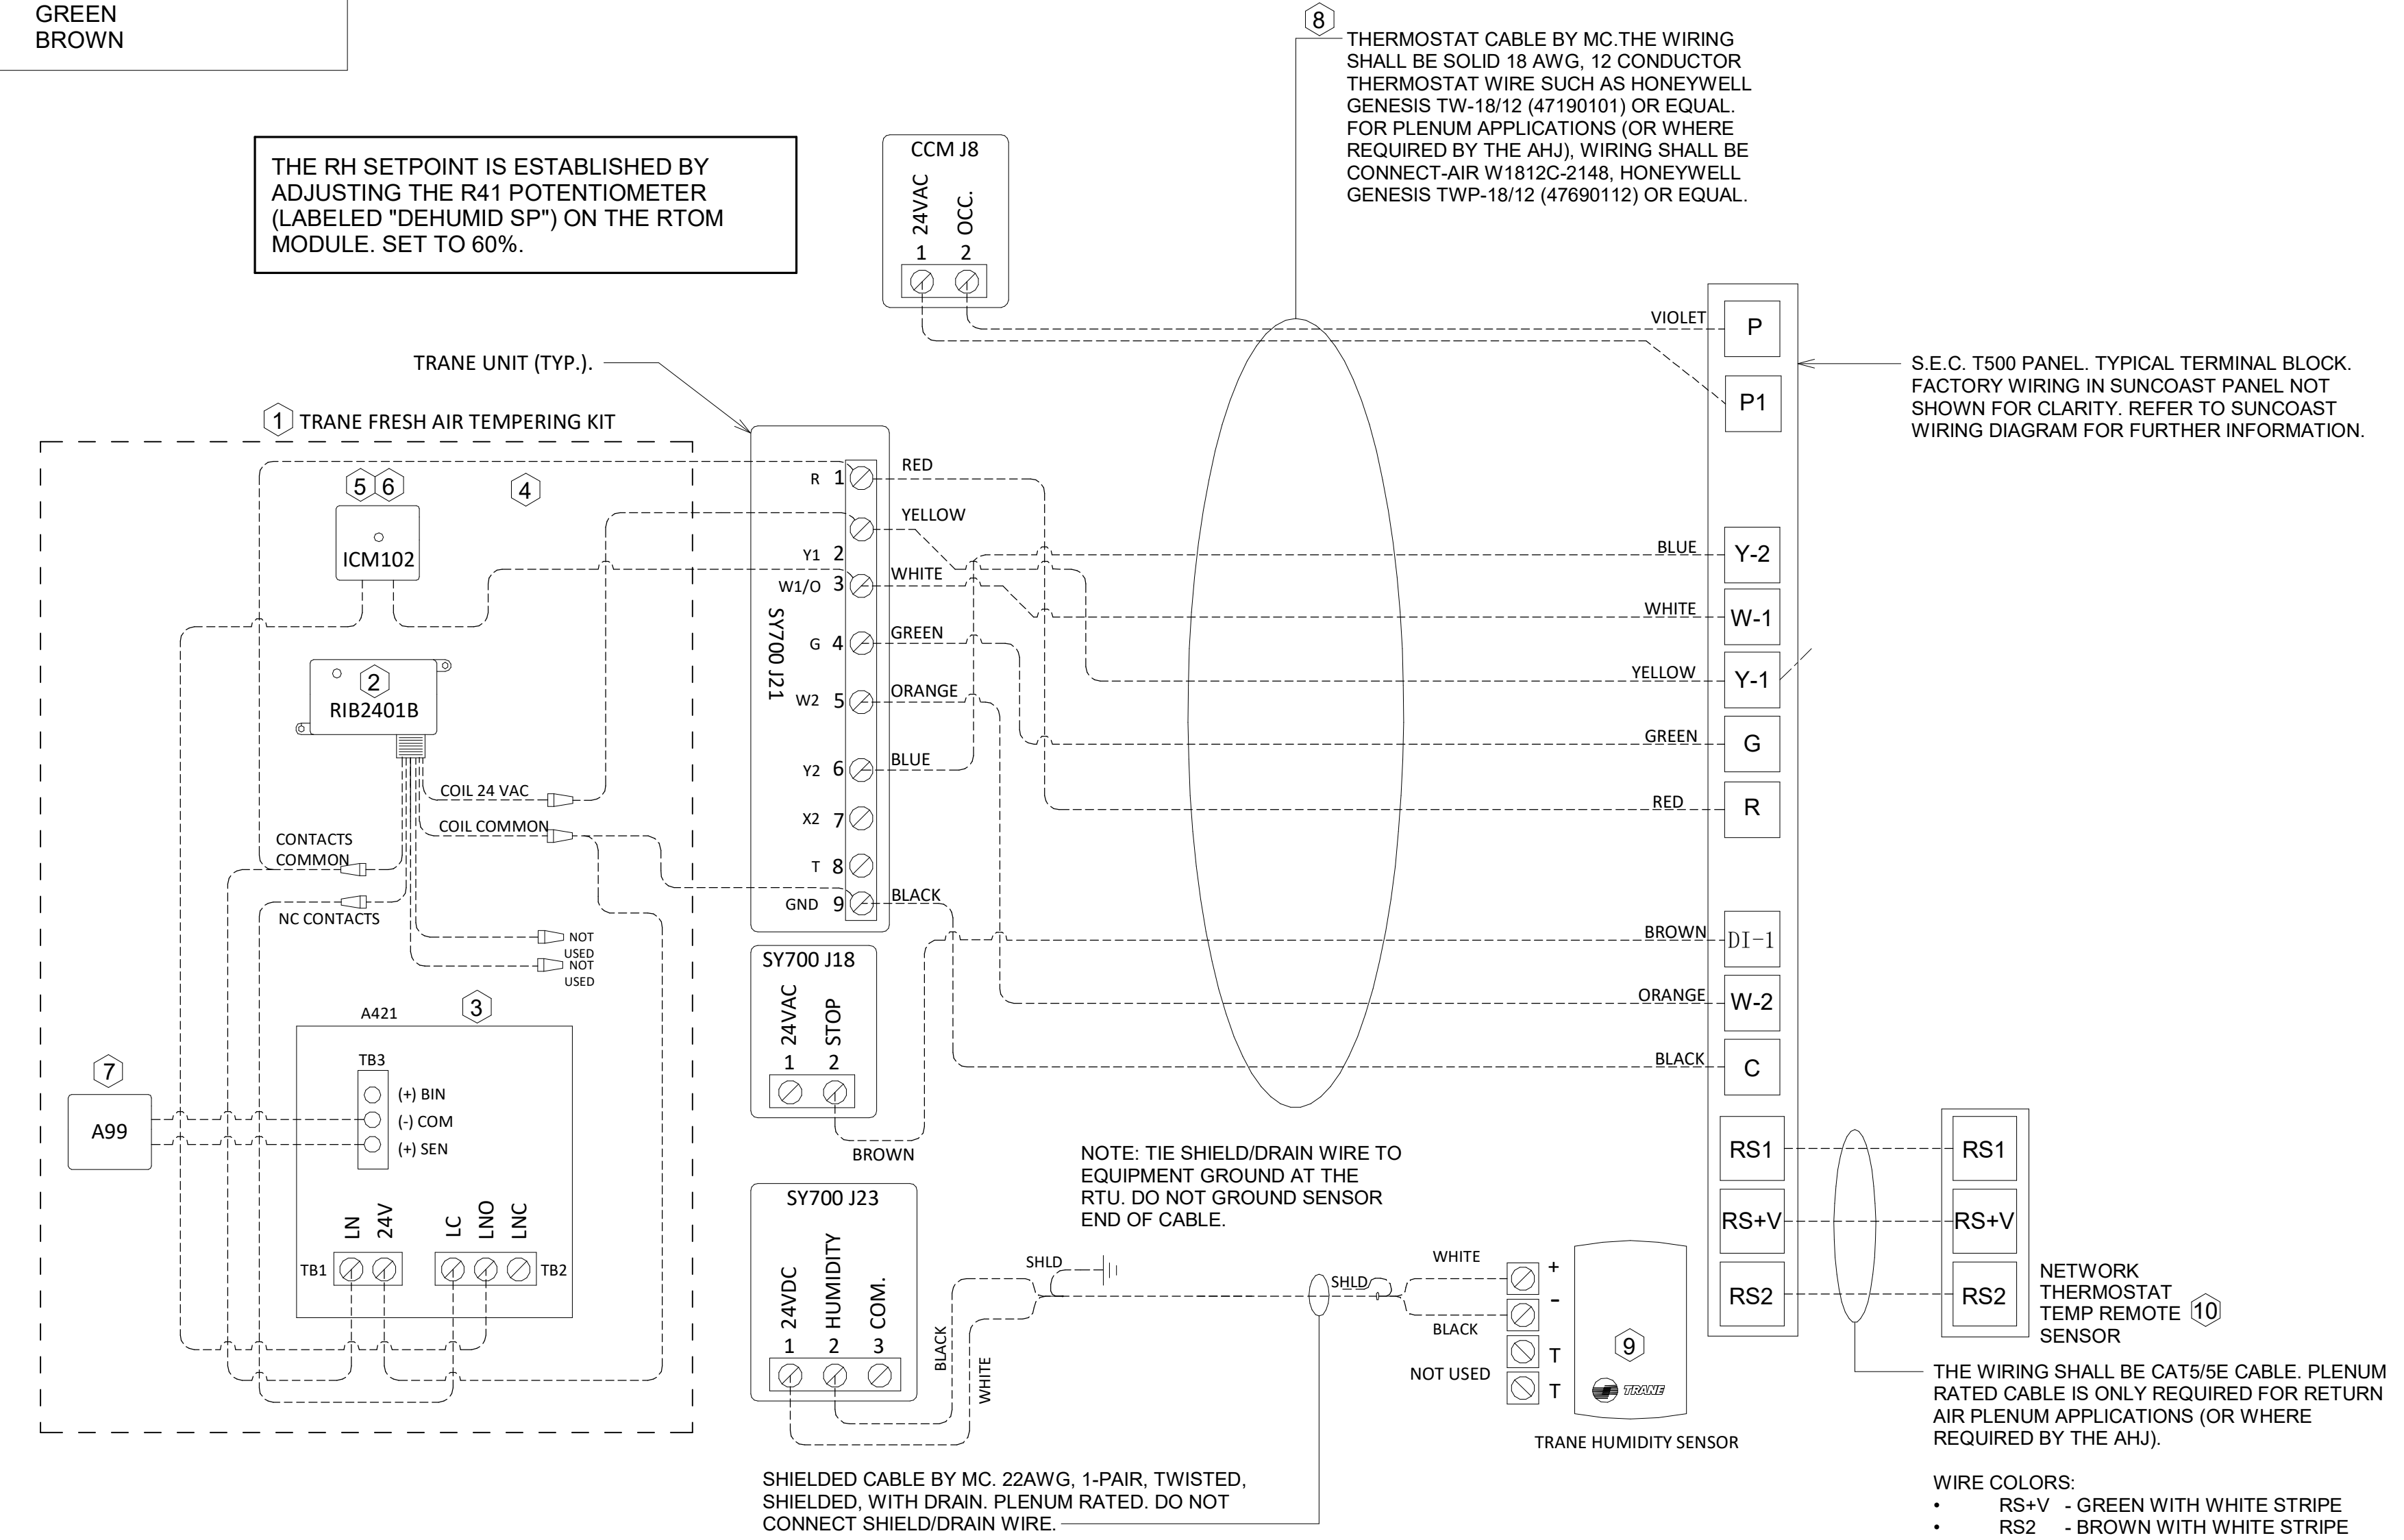 GREEN
BROWN
8
THERMOSTAT CABLE BY MC.THE WIRING
SHALL BE SOLID 18 AWG, 12 CONDUCTOR
THERMOSTAT WIRE SUCH AS HONEYWELL
GENESIS TW-18/12 (47190101) OR EQUAL.
FOR PLENUM APPLICATIONS (OR WHERE
REQUIRED BY THE AHJ), WIRING SHALL BE
CONNECT-AIR W1812C-2148, HONEYWELL
GENESIS TWP-18/12 (47690112) OR EQUAL.
THE RH SETPOINT IS ESTABLISHED BY
ADJUSTING THE R41 POTENTIOMETER
(LABELED "DEHUMID SP") ON THE RTOM
MODULE. SET TO 60%.
CCM J8
24VAC
OCC.
1 2
TRANE UNIT (TYP.).
1 TRANE FRESH AIR TEMPERING KIT
5 6
4
ICM102
2
RIB2401B
COIL 24 VAC
COIL COMMON
CONTACTS
COMMON
NC CONTACTS
NOT
USED
NOT
USED
3
A421
7
A99
TB3
(+) BIN
(-) COM
(+) SEN
LN
24V
LC
LNO
LNC
TB1
TB2
SY700 J21
R 1 RED
YELLOW
Y1 2
W1/O 3 WHITE
G 4 GREEN
W2 5 ORANGE
Y2 6 BLUE
X2 7
T 8
GND 9 BLACK
SY700 J18
24VAC
STOP
1 2
BROWN
SY700 J23
24VDC
HUMIDITY
COM.
1 2 3
BLACK
WHITE
NOTE: TIE SHIELD/DRAIN WIRE TO
EQUIPMENT GROUND AT THE
RTU. DO NOT GROUND SENSOR
END OF CABLE.
SHLD
SHLD
WHITE
BLACK
NOT USED
+
-
T
T
9
TRANE
TRANE HUMIDITY SENSOR
SHIELDED CABLE BY MC. 22AWG, 1-PAIR, TWISTED,
SHIELDED, WITH DRAIN. PLENUM RATED. DO NOT
CONNECT SHIELD/DRAIN WIRE.
VIOLET P
P1
BLUE Y-2
WHITE W-1
YELLOW Y-1
GREEN G
RED R
BROWN DI-1
ORANGE W-2
BLACK C
RS1
RS+V
RS2
S.E.C. T500 PANEL. TYPICAL TERMINAL BLOCK.
FACTORY WIRING IN SUNCOAST PANEL NOT
SHOWN FOR CLARITY. REFER TO SUNCOAST
WIRING DIAGRAM FOR FURTHER INFORMATION.
RS1
RS+V
RS2
NETWORK
THERMOSTAT
TEMP REMOTE 10
SENSOR
THE WIRING SHALL BE CAT5/5E CABLE. PLENUM
RATED CABLE IS ONLY REQUIRED FOR RETURN
AIR PLENUM APPLICATIONS (OR WHERE
REQUIRED BY THE AHJ).
WIRE COLORS:
• RS+V - GREEN WITH WHITE STRIPE
• RS2 - BROWN WITH WHITE STRIPE